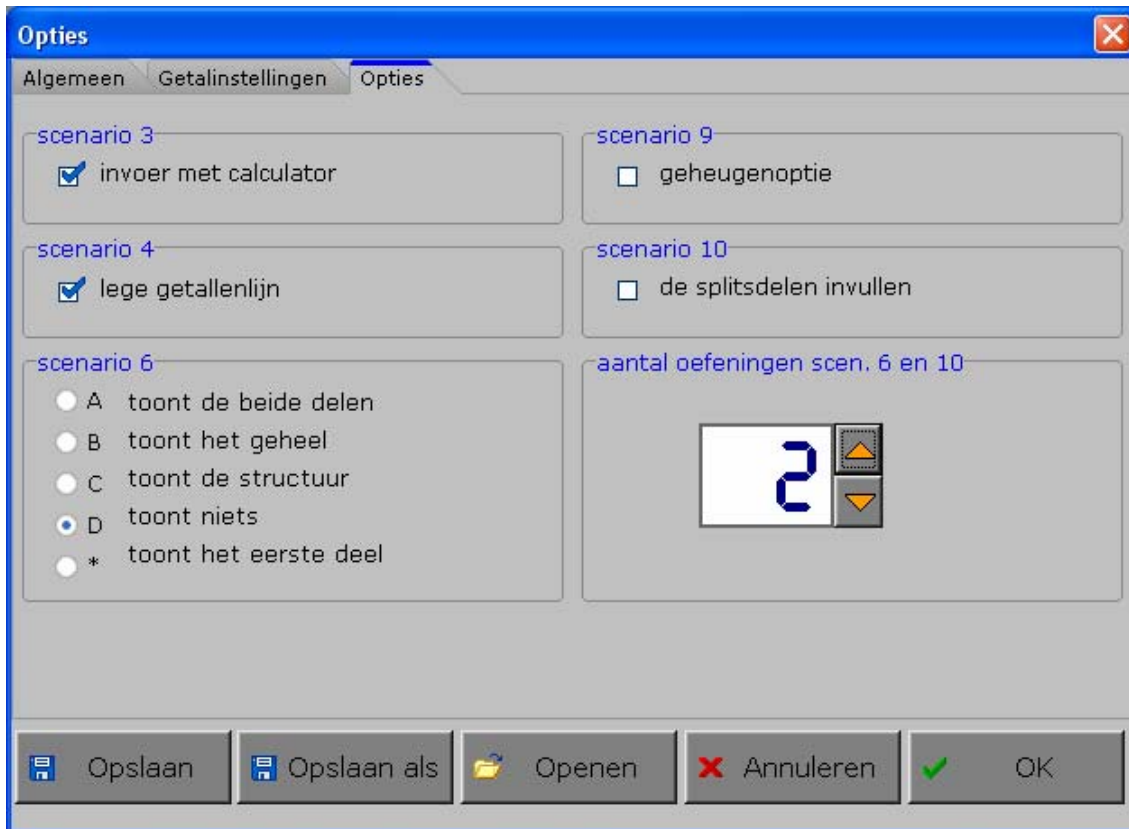 Opties
Algemeen Getalinstellingen Opties
scenario 3
invoer met calculator
scenario 9
geheugenoptie
scenario 4
lege getallenlijn
scenario 10
de splitsdelen invullen
scenario 6
A toont de beide delen
B toont het geheel
C toont de structuur
D toont niets
* toont het eerste deel
aantal oefeningen scen. 6 en 10
2
Opslaan Opslaan als Openen Annuleren OK